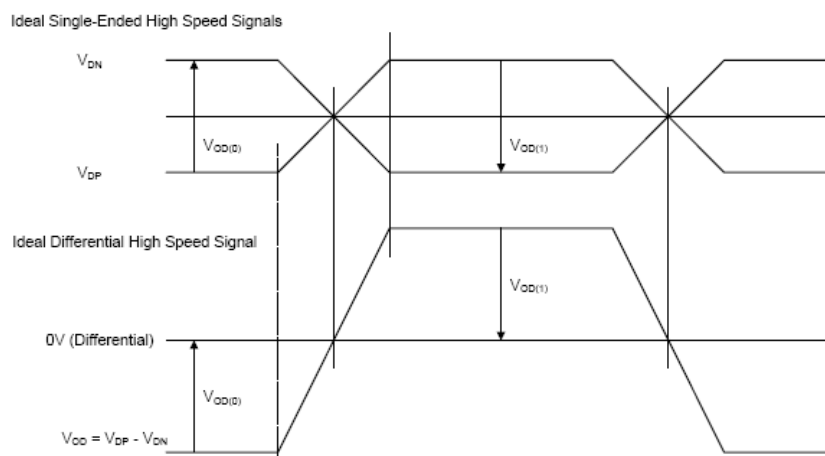 Ideal Single-Ended High Speed Signals
VDN
VOD(0)
VOD(1)
VDP
Ideal Differential High Speed Signal
VOD(1)
0V (Differential)
VOD(0)
VOD = VDP - VDN